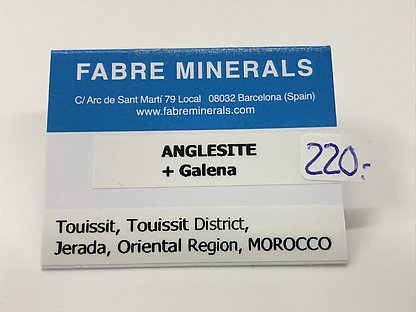 FABRE MINERALS
C/ Arc de Sant Martí 79 Local 08032 Barcelona (Spain)
www.fabreminerals.com
ANGLESITE
+ Galena
220.-
Touissit, Touissit District,
Jerada, Oriental Region, MOROCCO